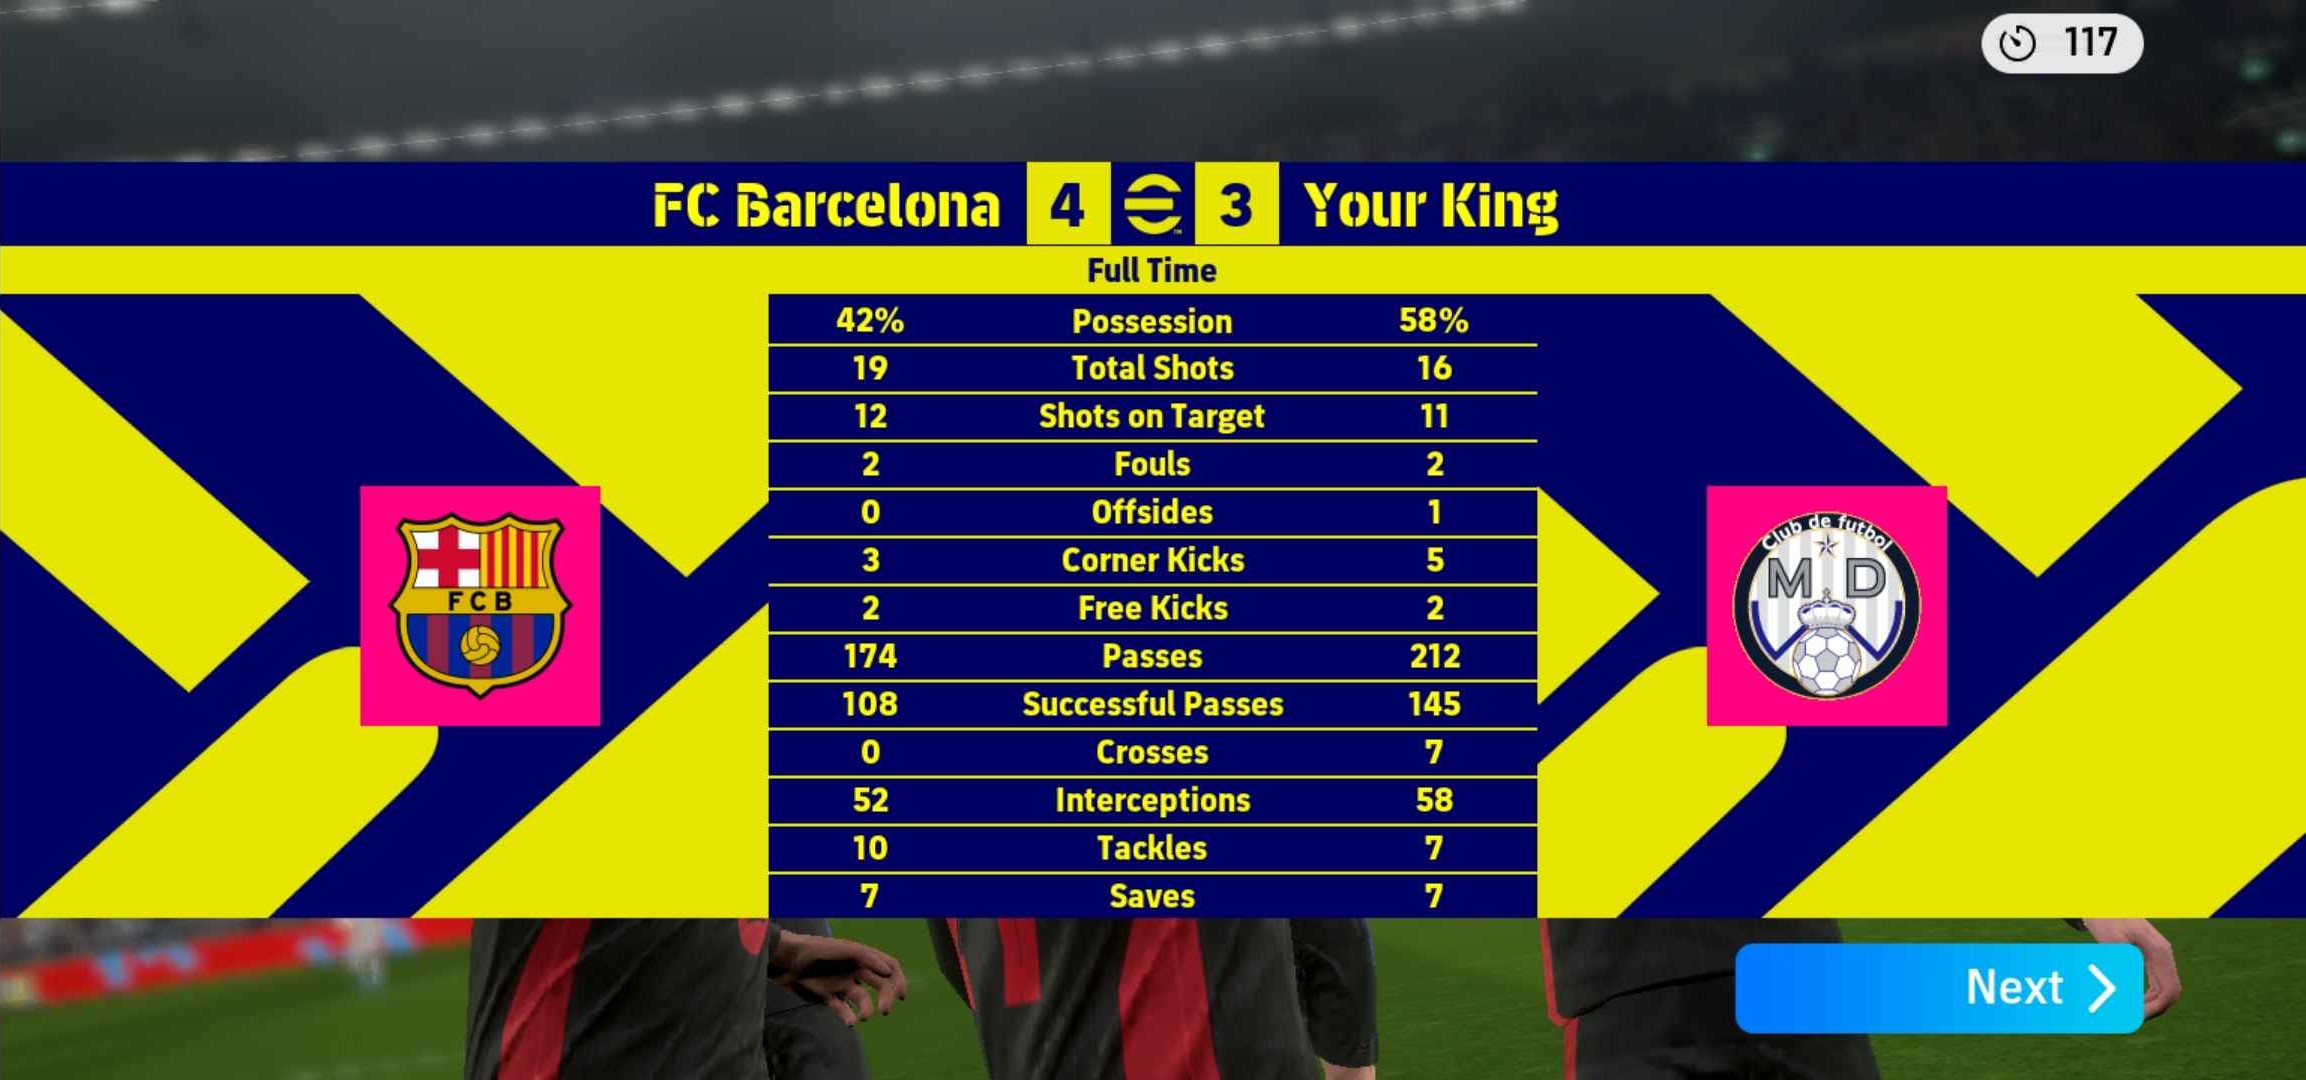 117
FC Barcelona 4 3 Your King
Full Time
42% Possession 58%
19 Total Shots 16
12 Shots on Target 11
2 Fouls 2
0 Offsides 1
3 Corner Kicks 5
2 Free Kicks 2
174 Passes 212
108 Successful Passes 145
0 Crosses 7
52 Interceptions 58
10 Tackles 7
7 Saves 7
FCB
Club de futbol
M D
Next